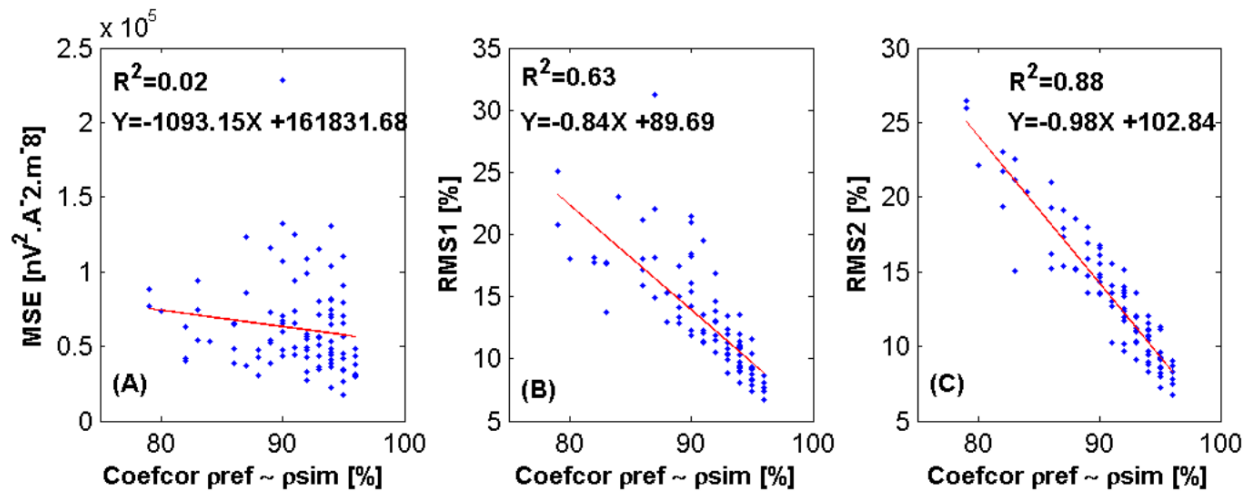 x 10^5
2.5
2
1.5
1
0.5
0
MSE [nV^2.A^-2.m^-8]
R^2=0.02
Y=-1093.15X +161831.68
(A)
80 90 100
Coefcor ρref ~ ρsim [%]
35
30
25
20
15
10
5
RMS1 [%]
R^2=0.63
Y=-0.84X +89.69
(B)
80 90 100
Coefcor ρref ~ ρsim [%]
30
25
20
15
10
5
RMS2 [%]
R^2=0.88
Y=-0.98X +102.84
(C)
80 90 100
Coefcor ρref ~ ρsim [%]